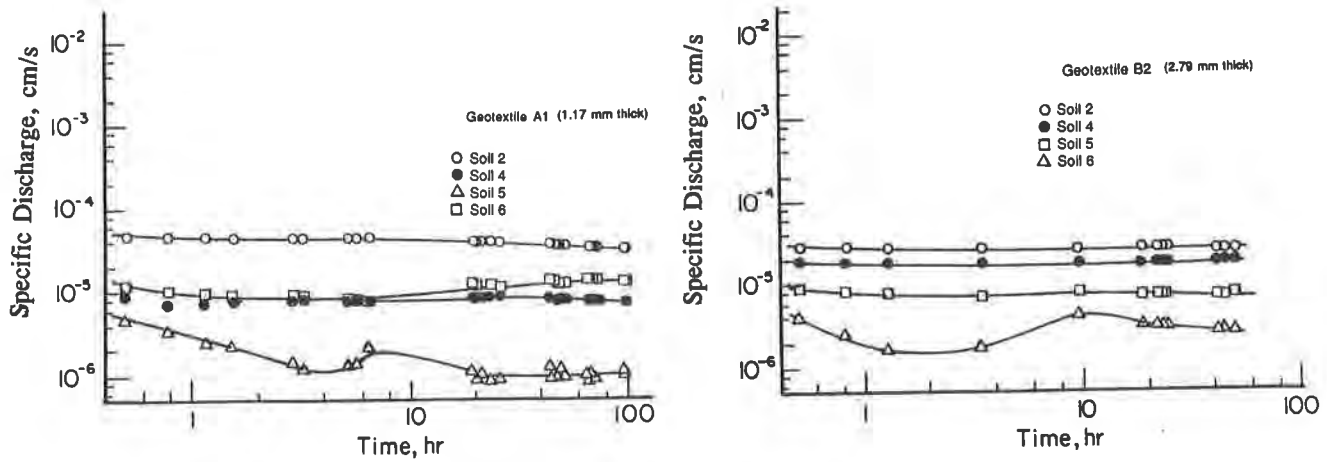 Specific Discharge, cm/s
10-2
10-3
10-4
10-5
10-6
Geotextile A1 (1.17 mm thick)
Soil 2
Soil 4
Soil 5
Soil 6
1
10
100
Time, hr
Specific Discharge, cm/s
10-2
10-3
10-4
10-5
10-6
Geotextile B2 (2.79 mm thick)
Soil 2
Soil 4
Soil 5
Soil 6
1
10
100
Time, hr